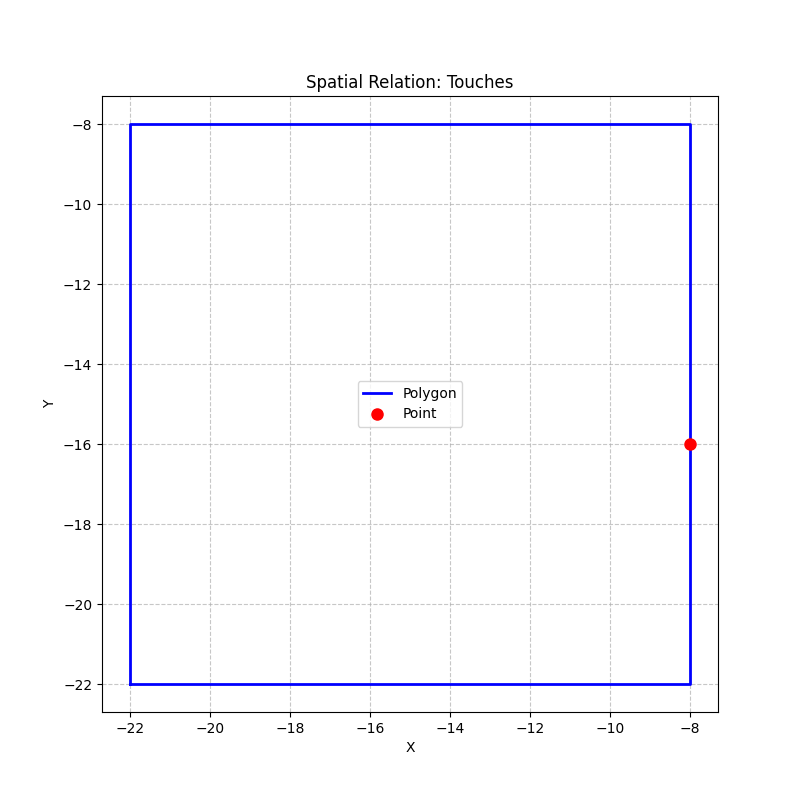 Spatial Relation: Touches
Y
−8
−10
−12
−14
−16
−18
−20
−22
Polygon
Point
−22 −20 −18 −16 −14 −12 −10 −8
X